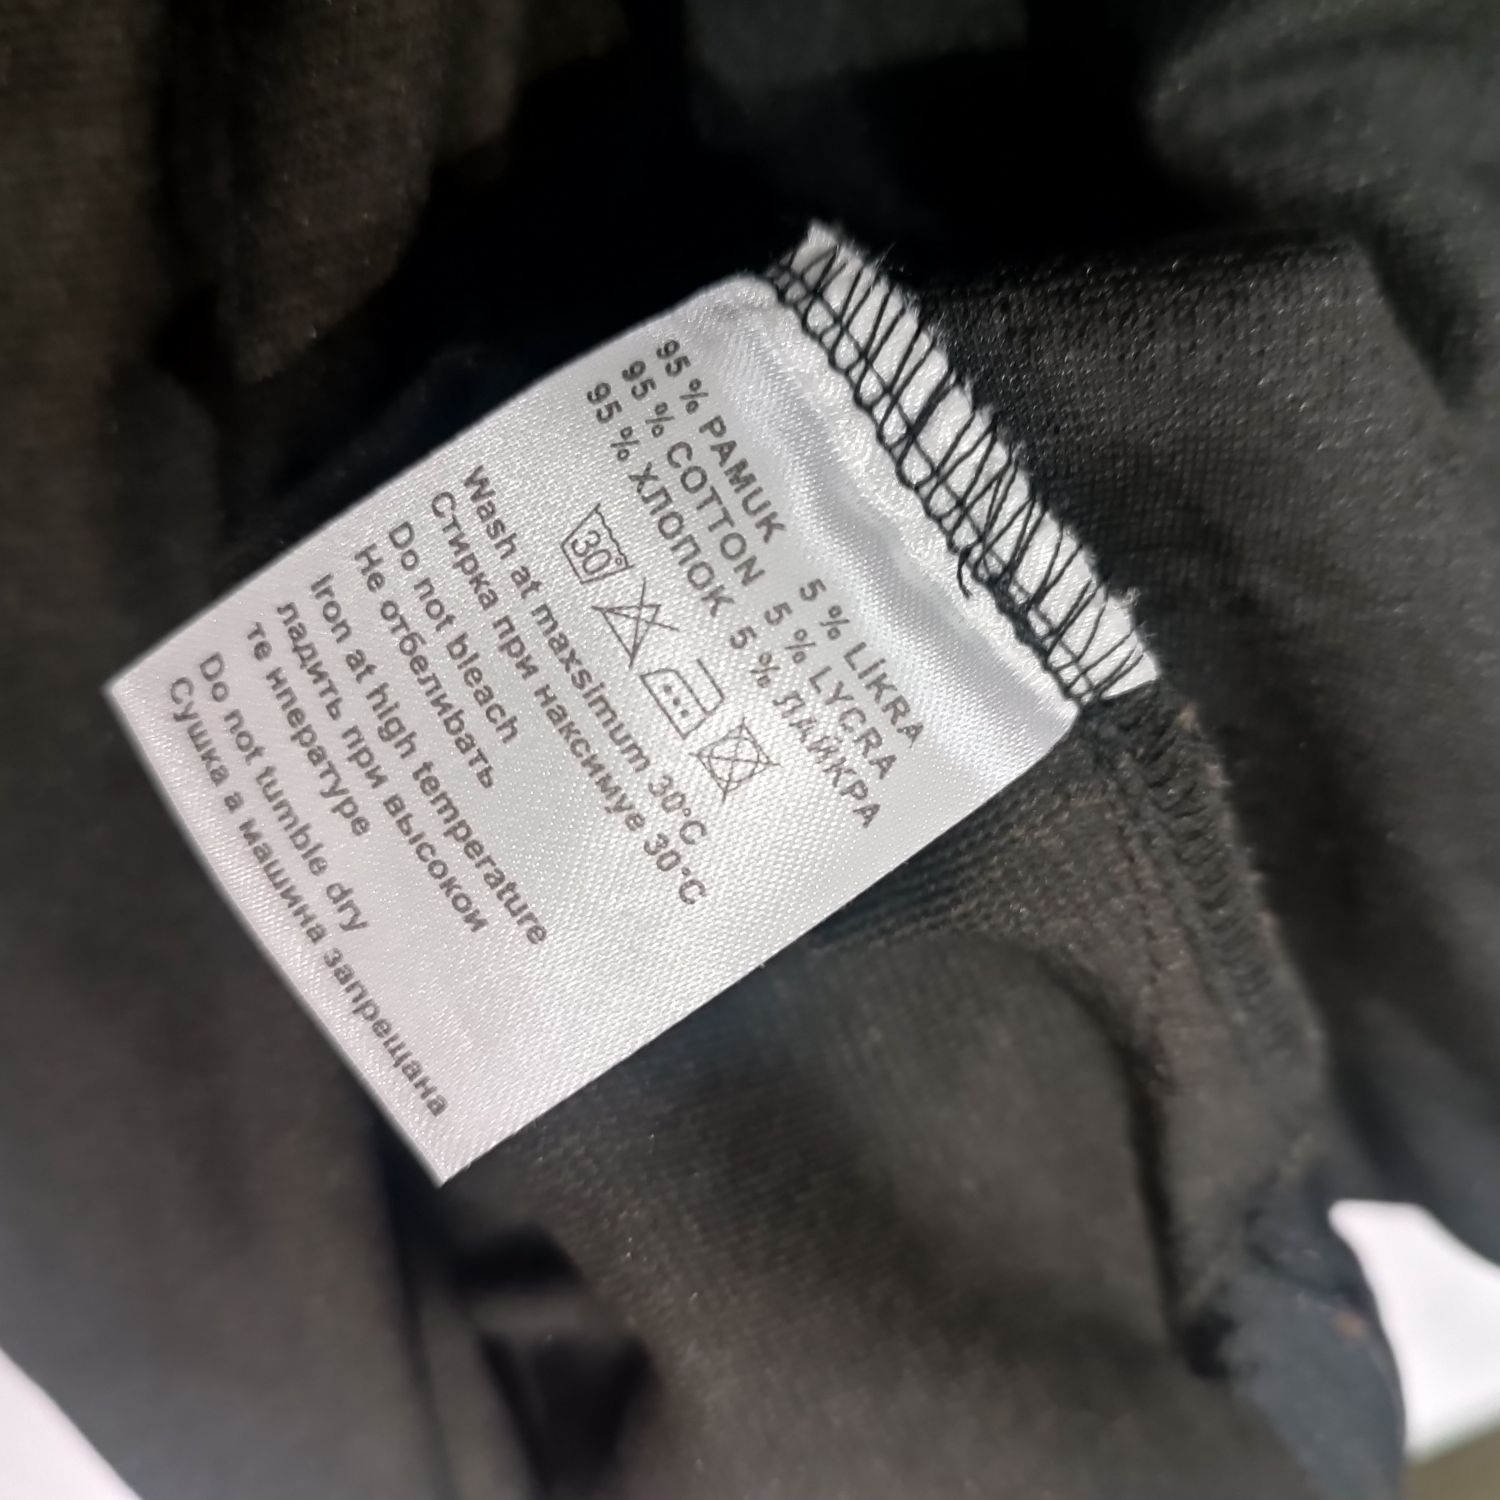 95 % PAMUK 5 % LİKRA
95 % COTTON 5 % LYCRA
95 % ХЛОПОК 5 % ЛАЙКРА
30°
Wash at maxsimum 30°C
Стирка при наксимуе 30°C
Do not bleach
Не отбеливать
Iron at high temperature
ладить при высокои
те нпературе
Do not tumble dry
Сушка а машина запрещана